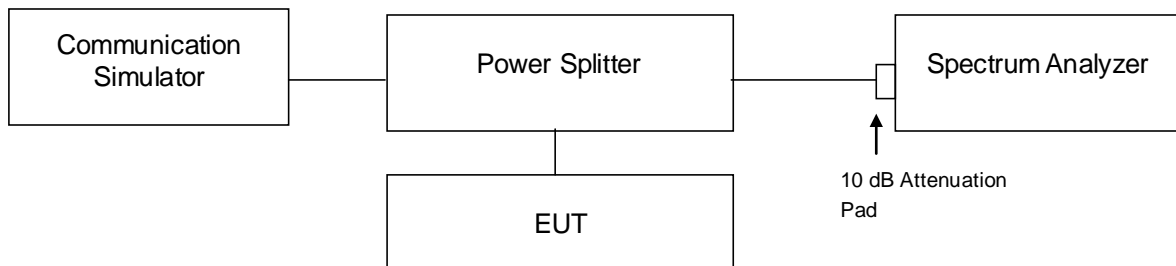 Communication
Simulator
Power Splitter
Spectrum Analyzer
10 dB Attenuation
Pad
EUT